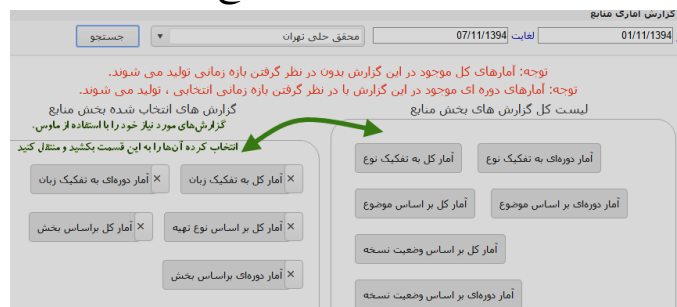 گزارش آماری منابع
01/11/1394 لغایت 07/11/1394 محقق حلی تهران جستجو
توجه: آمارهای کل موجود در این گزارش بدون در نظر گرفتن بازه زمانی تولید می شوند.
توجه: آمارهای دوره ای موجود در این گزارش با در نظر گرفتن بازه زمانی انتخابی ، تولید می شوند.
لیست کل گزارش های بخش منابع
آمار دوره‌ای به تفکیک نوع
آمار کل به تفکیک نوع
آمار دوره‌ای بر اساس موضوع
آمار کل بر اساس موضوع
آمار کل بر اساس وضعیت نسخه
آمار دوره‌ای بر اساس وضعیت نسخه
گزارش های انتخاب شده بخش منابع
گزارش‌های مورد نیاز خود را با استفاده از ماوس،
انتخاب کرده آن‌ها را به این قسمت بکشید و منتقل کنید
× آمار کل به تفکیک زبان
× آمار دوره‌ای به تفکیک زبان
× آمار کل بر اساس نوع تهیه
× آمار کل براساس بخش
× آمار دوره‌ای براساس بخش